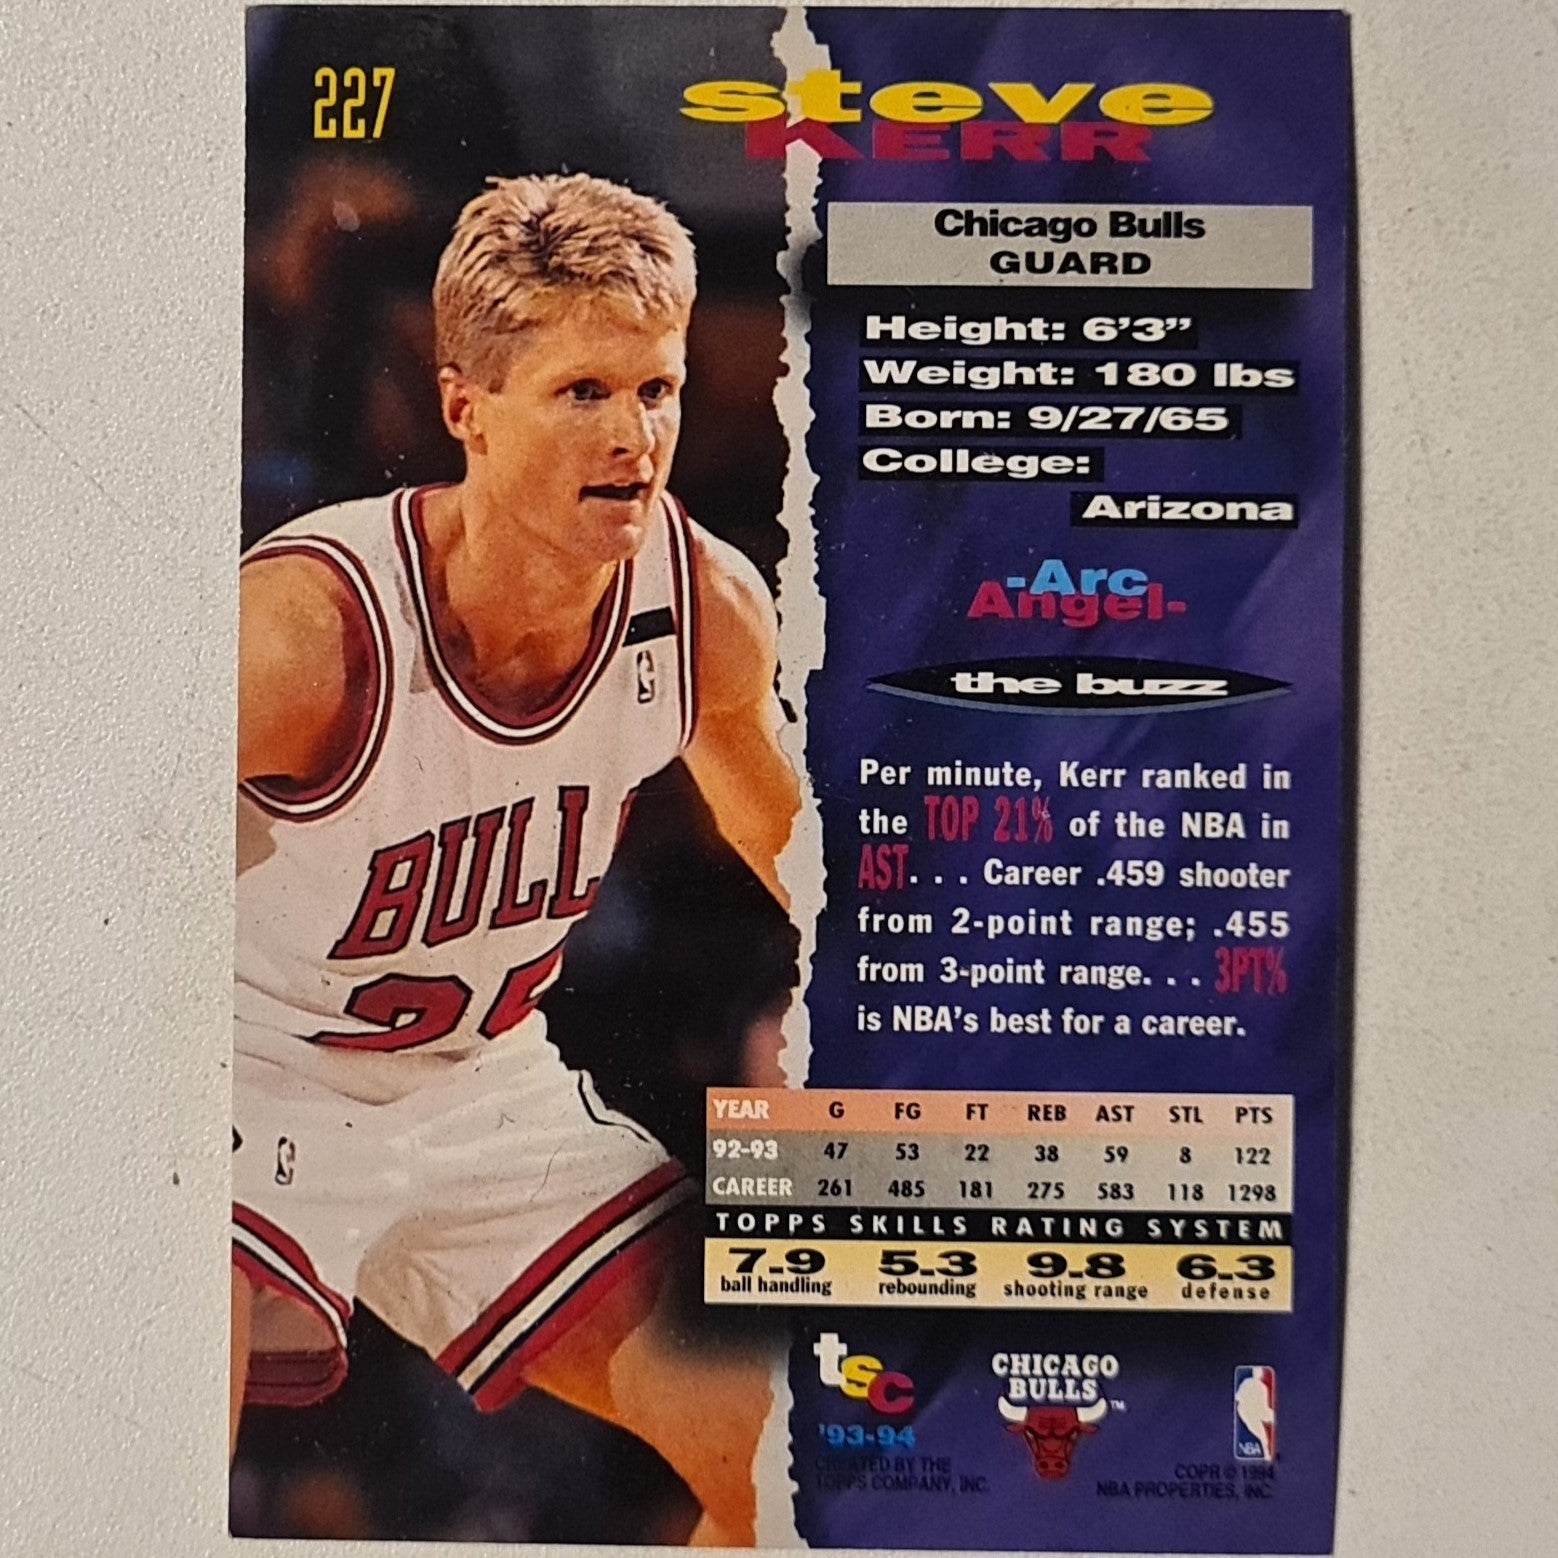 227
steve
KERR
Chicago Bulls
GUARD
Height: 6'3"
Weight: 180 lbs
Born: 9/27/65
College:
Arizona
-Arc
Angel-
the buzz
Per minute, Kerr ranked in
the TOP 21% of the NBA in
AST. . . Career .459 shooter
from 2-point range; .455
from 3-point range. . . 3PT%
is NBA's best for a career.
YEAR G FG FT REB AST STL PTS
92-93 47 53 22 38 59 8 122
CAREER 261 485 181 275 583 118 1298
TOPPS SKILLS RATING SYSTEM
7.9 5.3 9.8 6.3
ball handling rebounding shooting range defense
BULL
25
tsc
'93-94
CREATED BY THE
TOPPS COMPANY, INC.
CHICAGO
BULLS
TM
NBA
COPR © 1994
NBA PROPERTIES, INC.